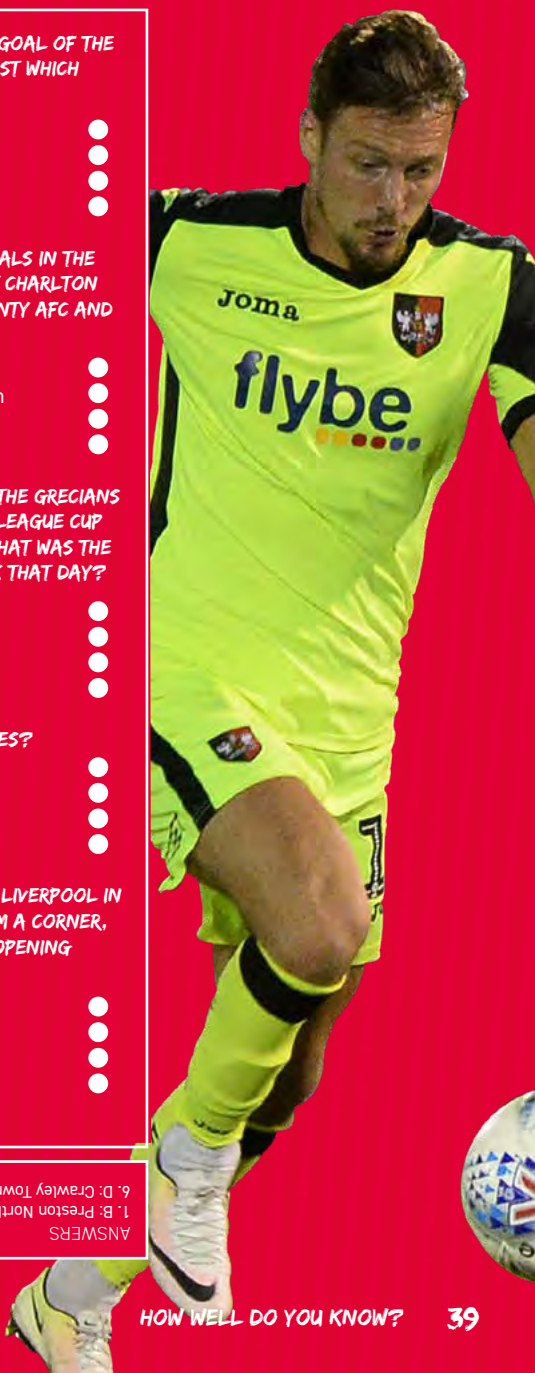 GOAL OF THE
ST WHICH
ALS IN THE
CHARLTON
NTY AFC AND
THE GRECIANS
LEAGUE CUP
HAT WAS THE
THAT DAY?
ES?
LIVERPOOL IN
M A CORNER,
OPENING
ANSWERS
1. B: Preston North
6. D: Crawley Town
Joma
flybe
1
HOW WELL DO YOU KNOW? 39